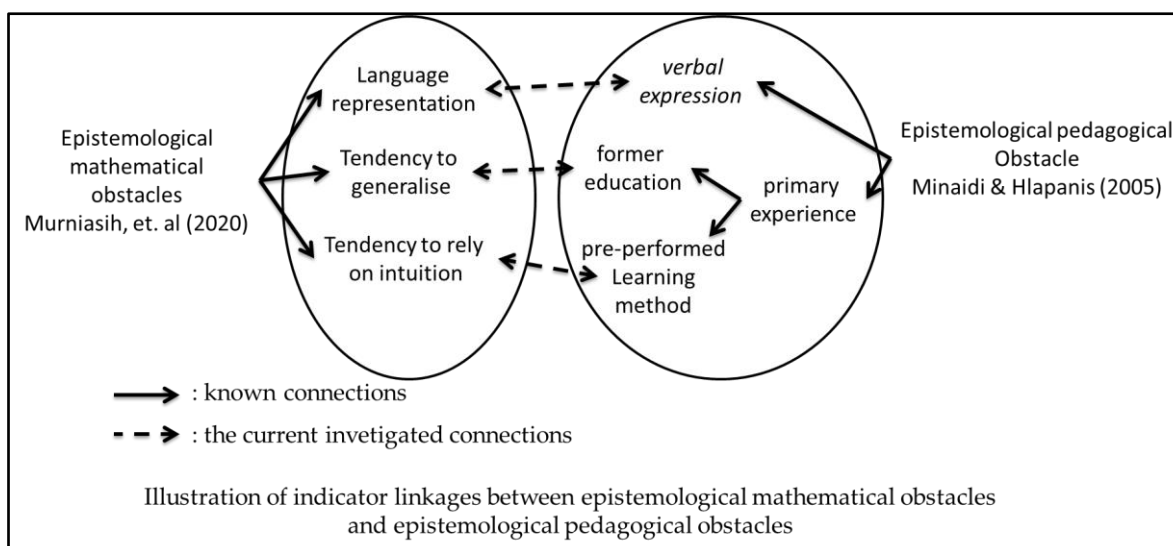 Epistemological
mathematical
obstacles
Murniasih, et. al (2020)
Language
representation
Tendency to
generalise
Tendency to rely
on intuition
verbal
expression
former
education
pre-performed
Learning
method
primary
experience
Epistemological pedagogical
Obstacle
Minaidi & Hlapanis (2005)
: known connections
: the current invetigated connections
Illustration of indicator linkages between epistemological mathematical obstacles
and epistemological pedagogical obstacles